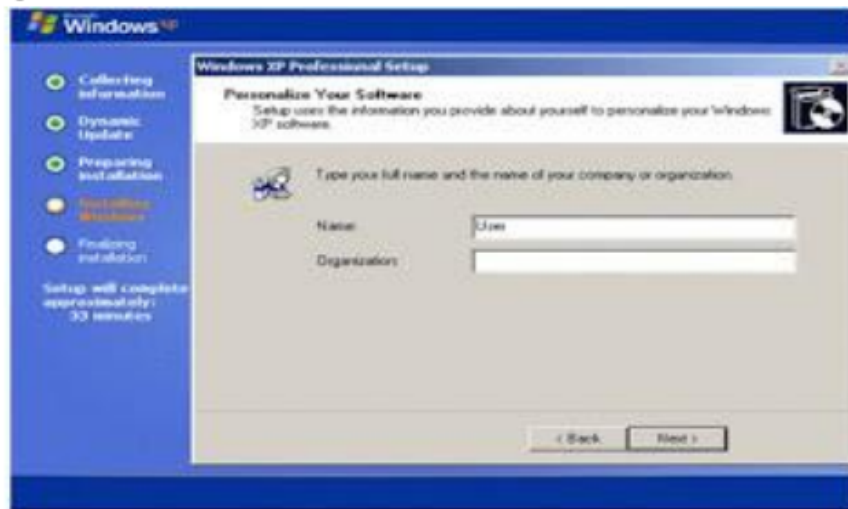 Windows xp
Collecting
information
Dynamic
Update
Preparing
installation
Installing
Windows
Finalizing
installation
Setup will complete
approximately:
33 minutes
Windows XP Professional Setup
Personalize Your Software
Setup uses the information you provide about yourself to personalize your Windows
XP software.
Type your full name and the name of your company or organization.
Name: User
Organization:
< Back Next >